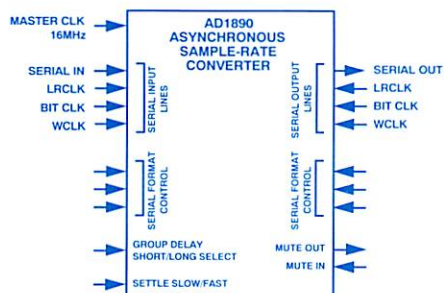 MASTER CLK
16MHz
AD1890
ASYNCHRONOUS
SAMPLE-RATE
CONVERTER
SERIAL IN
LRCLK
BIT CLK
WCLK
SERIAL INPUT
LINES
SERIAL OUTPUT
LINES
SERIAL OUT
LRCLK
BIT CLK
WCLK
SERIAL FORMAT
CONTROL
SERIAL FORMAT
CONTROL
GROUP DELAY
SHORT/LONG SELECT
MUTE OUT
MUTE IN
SETTLE SLOW/FAST